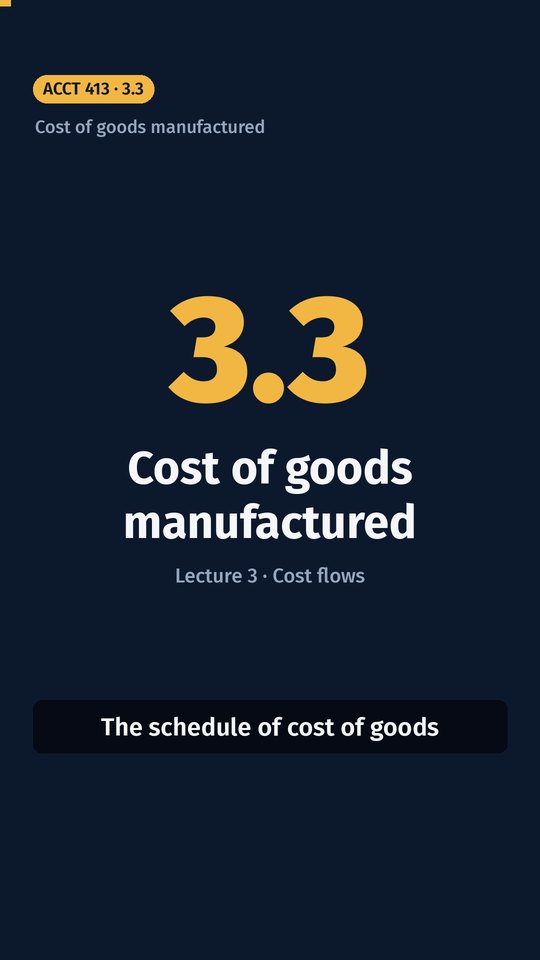 ACCT 413 · 3.3
Cost of goods manufactured
3.3
Cost of goods
manufactured
Lecture 3 · Cost flows
The schedule of cost of goods